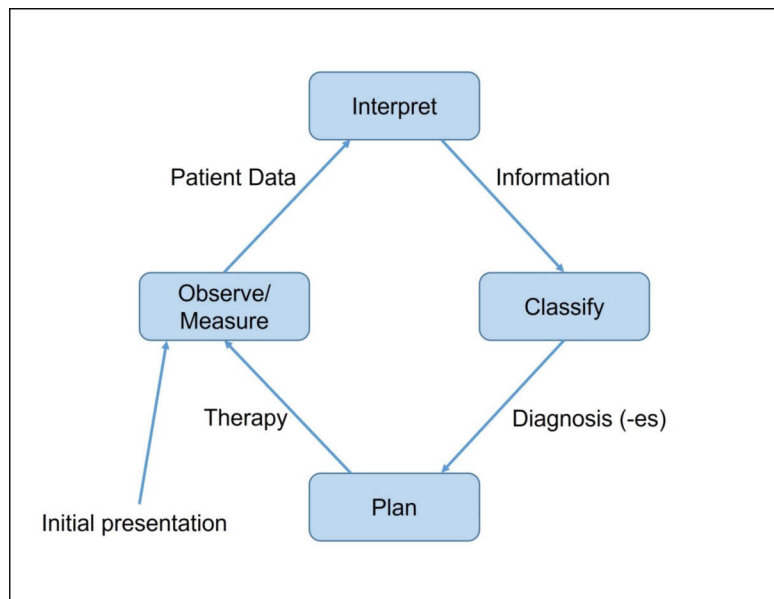 Interpret
Patient Data
Information
Observe/
Measure
Classify
Therapy
Diagnosis (-es)
Plan
Initial presentation